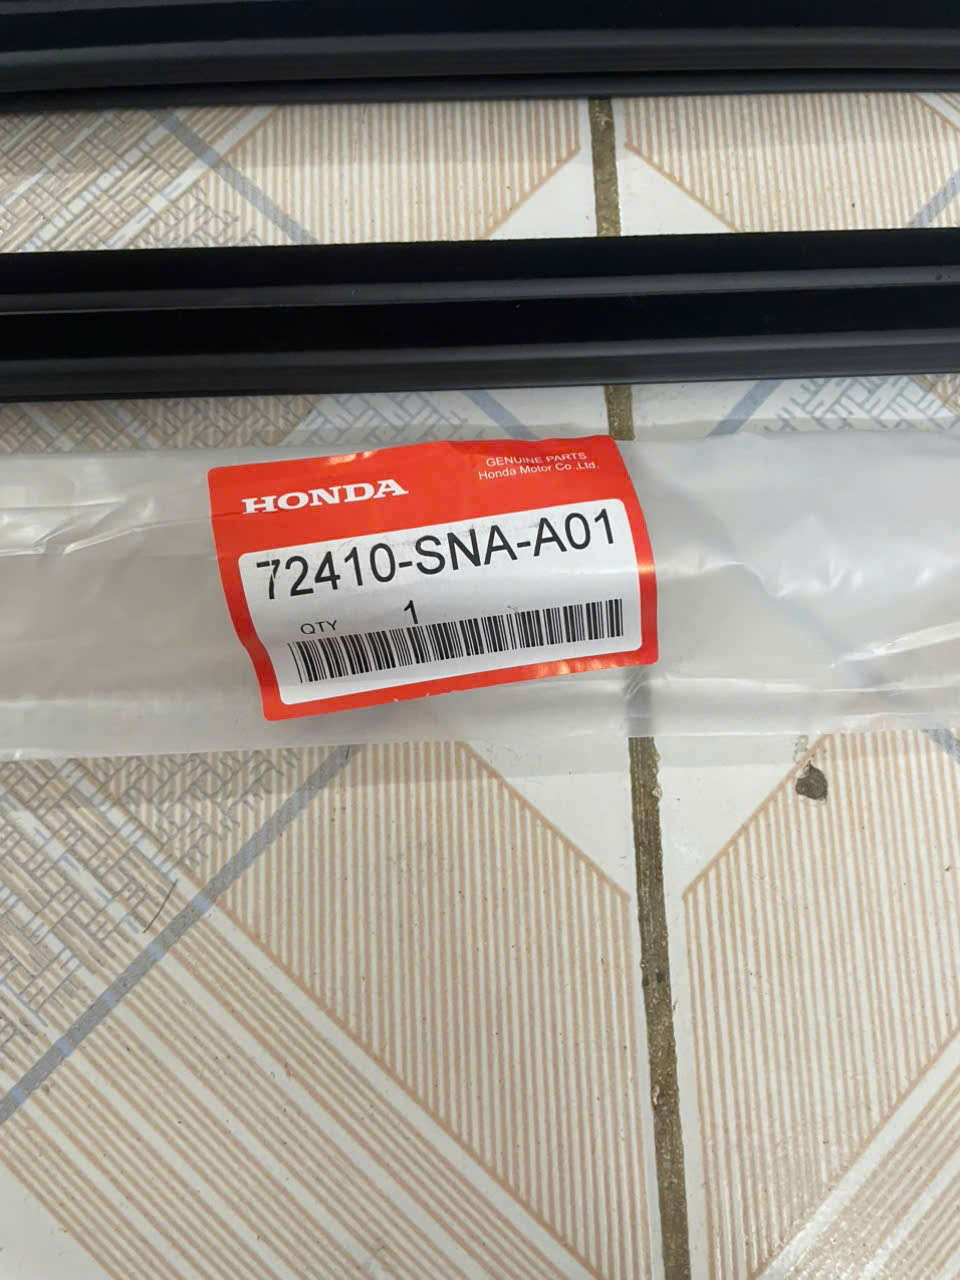 GENUINE PARTS
Honda Motor Co .,Ltd.
HONDA
72410-SNA-A01
QTY 1